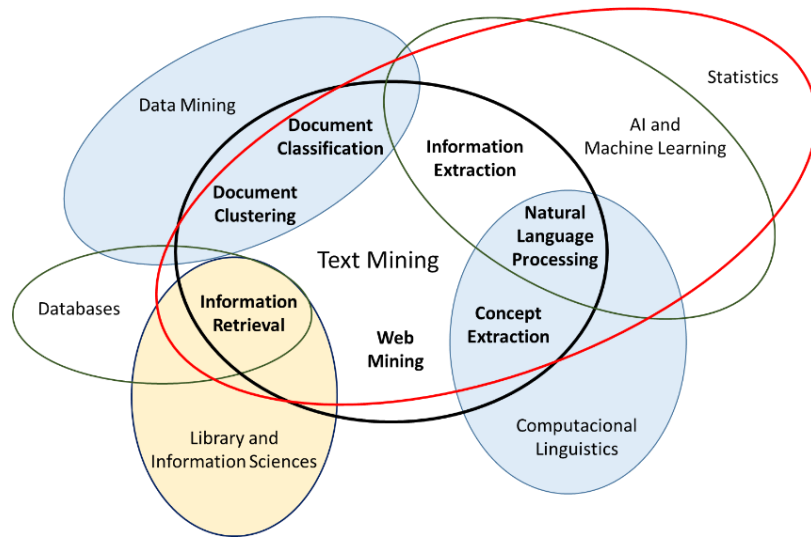 Statistics
Data Mining
Document
Classification
AI and
Machine Learning
Information
Extraction
Document
Clustering
Natural
Language
Processing
Text Mining
Databases
Information
Retrieval
Concept
Extraction
Web
Mining
Computacional
Linguistics
Library and
Information Sciences